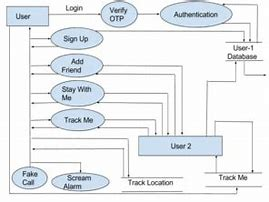 User
Login
Verify
OTP
Authentication
Sign Up
User-1
Database
Add
Friend
Stay With
Me
Track Me
User 2
Fake
Call
Scream
Alarm
Track Location
Track Me